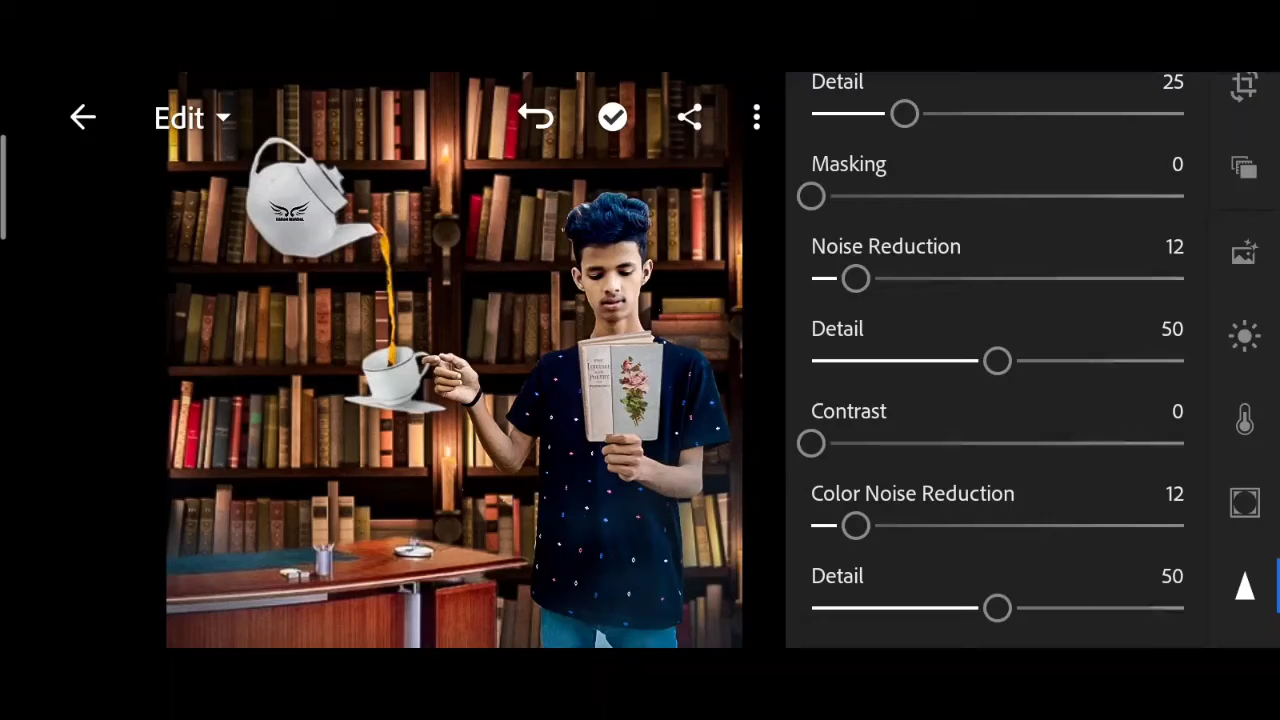 Detail 25
Edit
Masking 0
Noise Reduction 12
Detail 50
Contrast 0
Color Noise Reduction 12
Detail 50